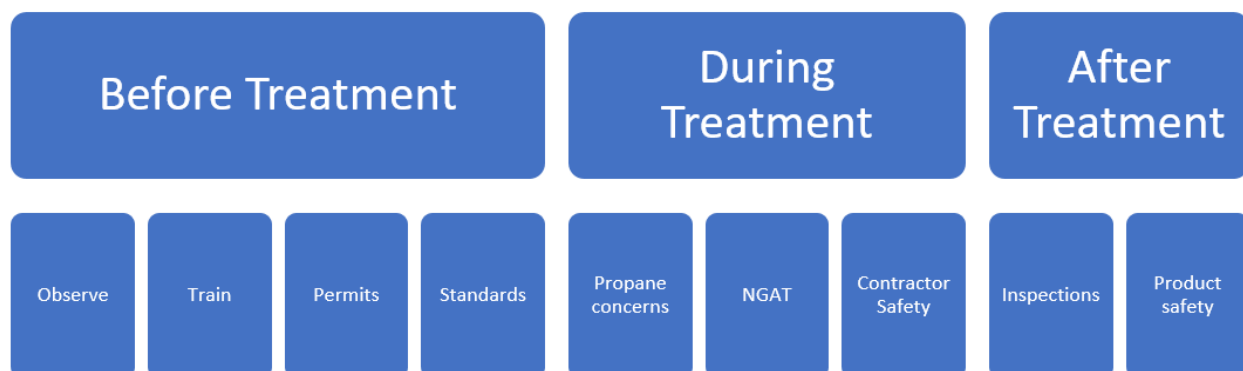 Before Treatment
During
Treatment
After
Treatment
Observe
Train
Permits
Standards
Propane
concerns
NGAT
Contractor
Safety
Inspections
Product
safety